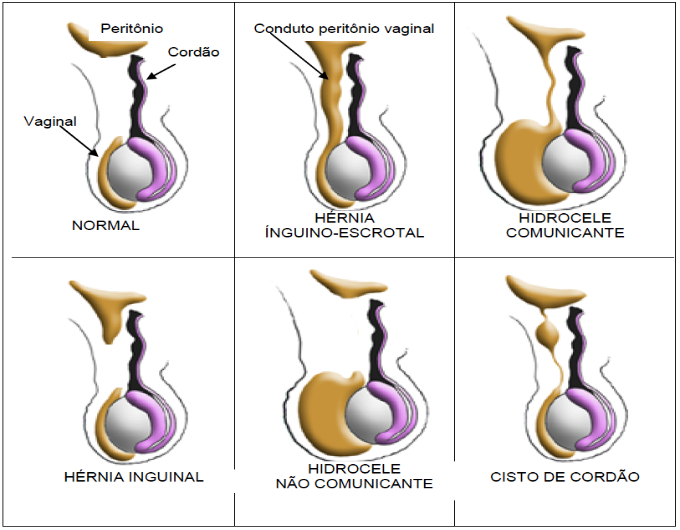 Peritônio
Cordão
Vaginal
NORMAL
Conduto peritônio vaginal
HÉRNIA
ÍNGUINO-ESCROTAL
HIDROCELE
COMUNICANTE
HÉRNIA INGUINAL
HIDROCELE
NÃO COMUNICANTE
CISTO DE CORDÃO